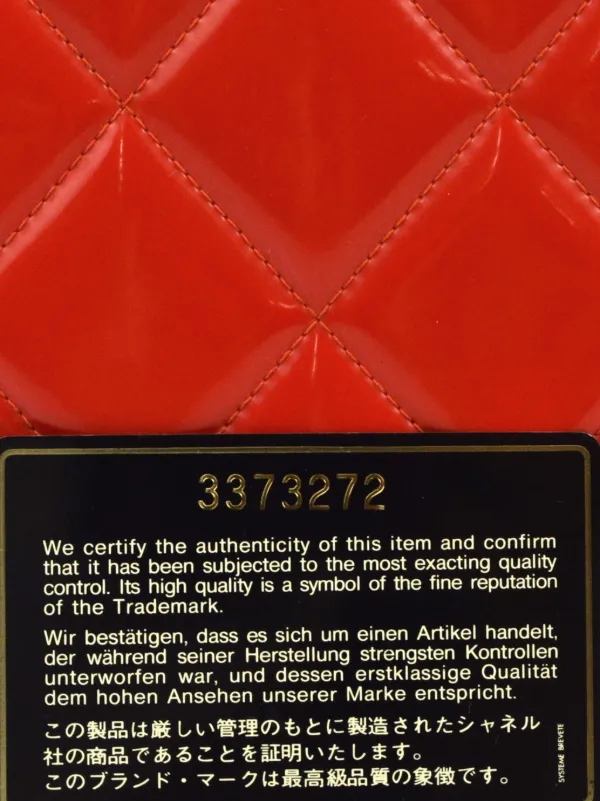 3373272
We certify the authenticity of this item and confirm
that it has been subjected to the most exacting quality
control. Its high quality is a symbol of the fine reputation
of the Trademark.
Wir bestätigen, dass es sich um einen Artikel handelt,
der während seiner Herstellung strengsten Kontrollen
unterworfen war, und dessen erstklassige Qualität
dem hohen Ansehen unserer Marke entspricht.
この製品は厳しい管理のもとに製造されたシャネル
社の商品であることを証明いたします。
このブランド・マークは最高級品質の象徴です。
SYSTEME BREVETE